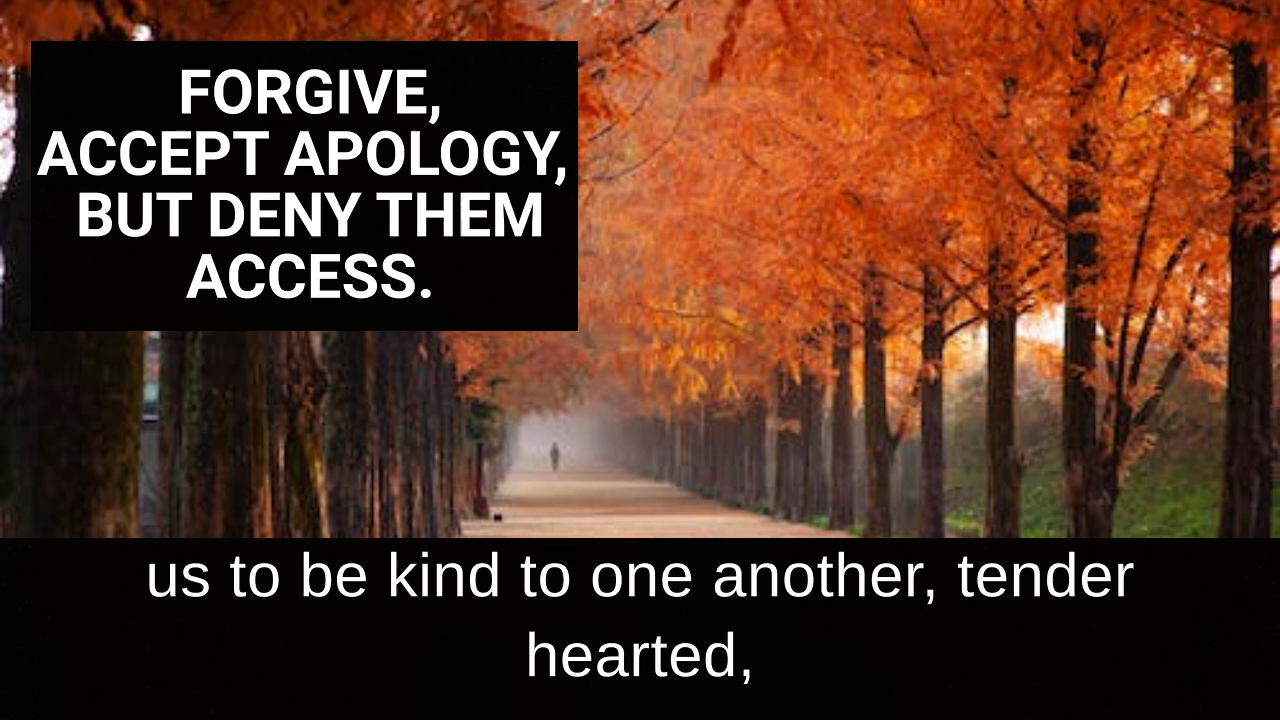 FORGIVE,
ACCEPT APOLOGY,
BUT DENY THEM
ACCESS.
us to be kind to one another, tender
hearted,